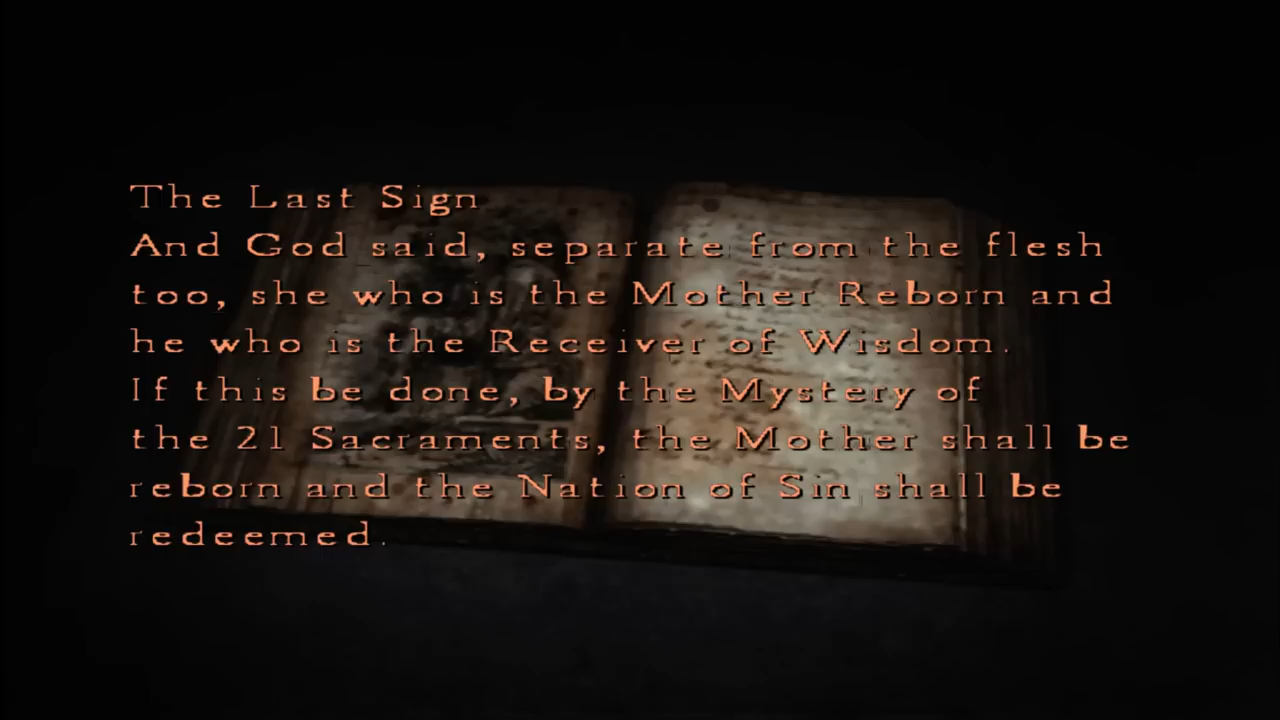 The Last Sign
And God said, separate from the flesh
too, she who is the Mother Reborn and
he who is the Receiver of Wisdom.
If this be done, by the Mystery of
the 21 Sacraments, the Mother shall be
reborn and the Nation of Sin shall be
redeemed.